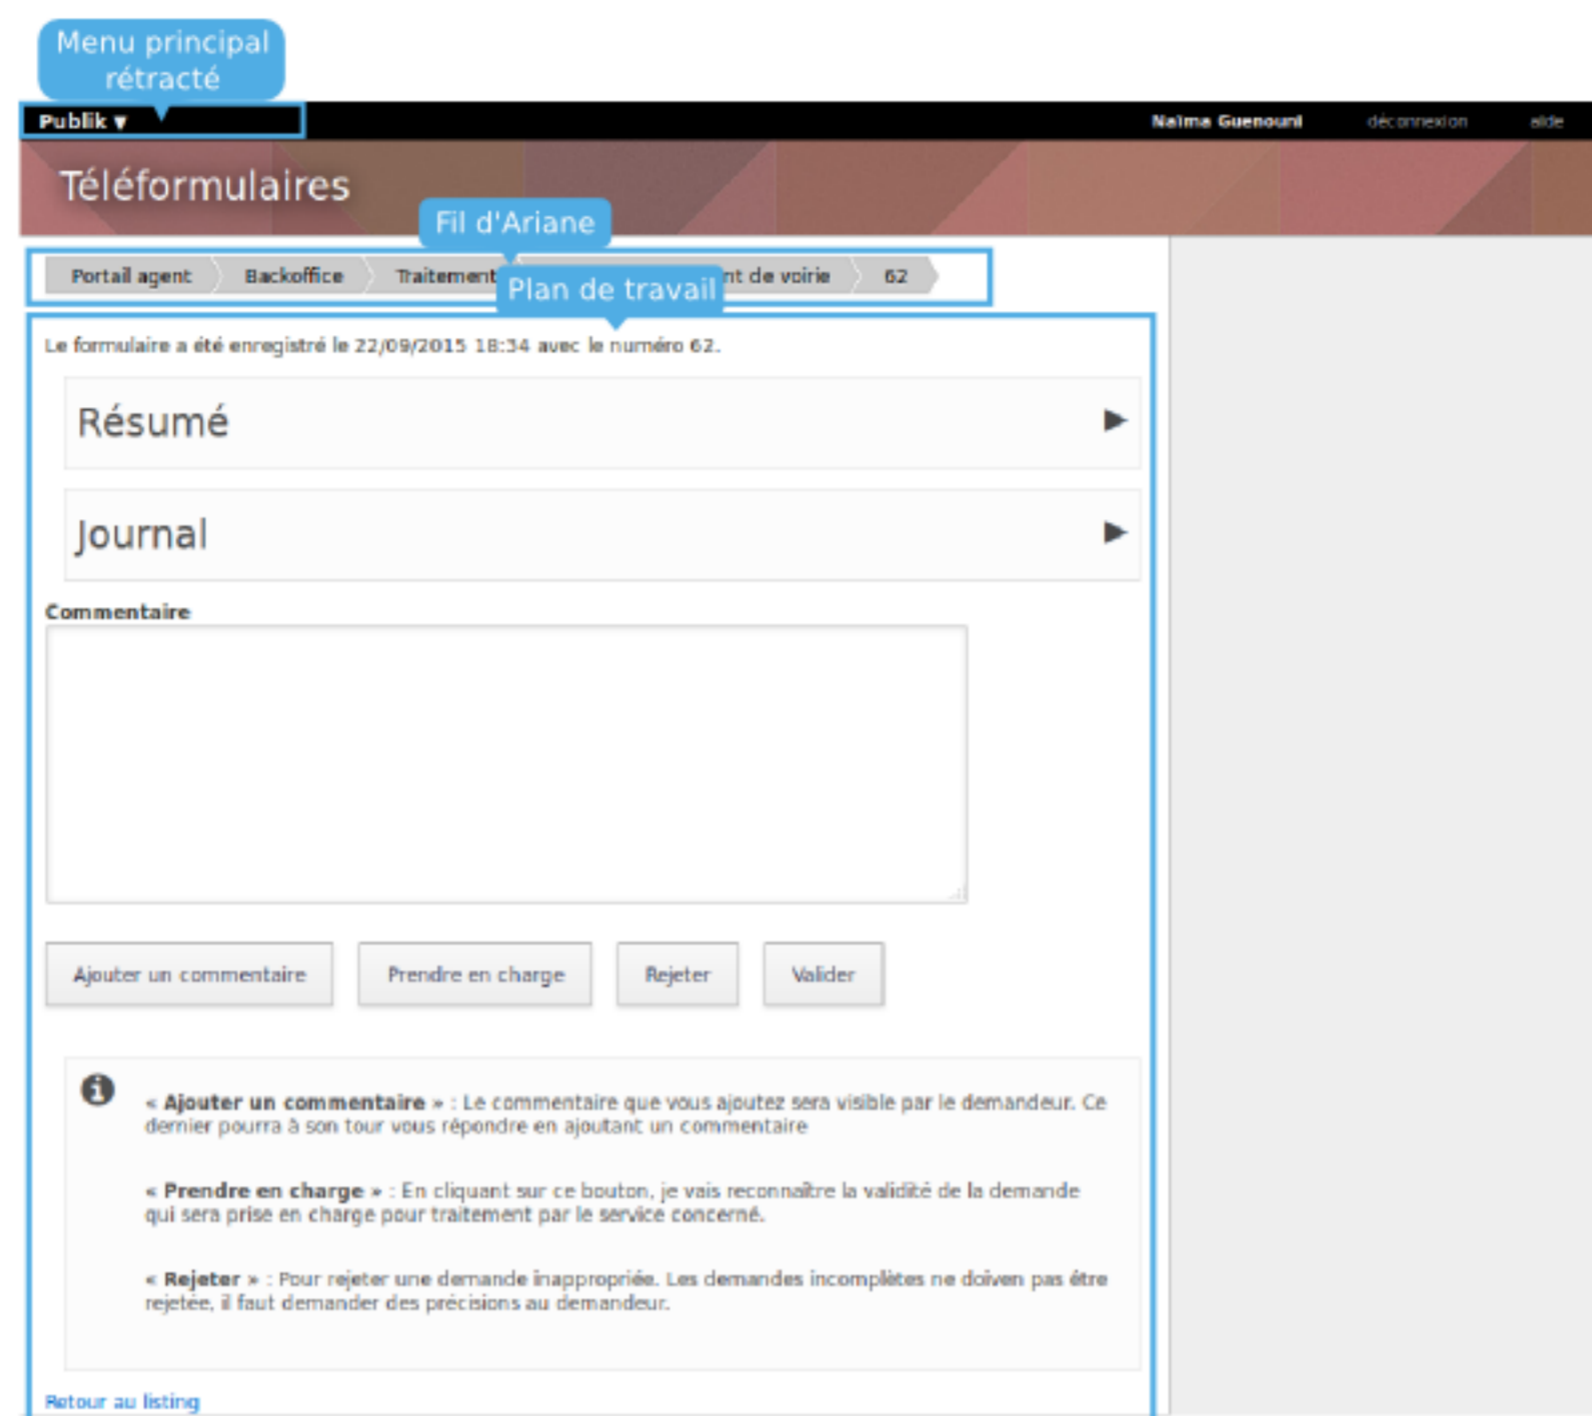 Menu principal
rétracté
Publik ▼
Naïma Guenouni
déconnexion
aide
Téléformulaires
Fil d'Ariane
Portail agent
Backoffice
Traitement
nt de voirie
62
Plan de travail
Le formulaire a été enregistré le 22/09/2015 18:34 avec le numéro 62.
Résumé
Journal
Commentaire
Ajouter un commentaire
Prendre en charge
Rejeter
Valider
« Ajouter un commentaire » : Le commentaire que vous ajoutez sera visible par le demandeur. Ce
dernier pourra à son tour vous répondre en ajoutant un commentaire
« Prendre en charge » : En cliquant sur ce bouton, je vais reconnaître la validité de la demande
qui sera prise en charge pour traitement par le service concerné.
« Rejeter » : Pour rejeter une demande inappropriée. Les demandes incomplètes ne doiven pas être
rejetée, il faut demander des précisions au demandeur.
Retour au listing